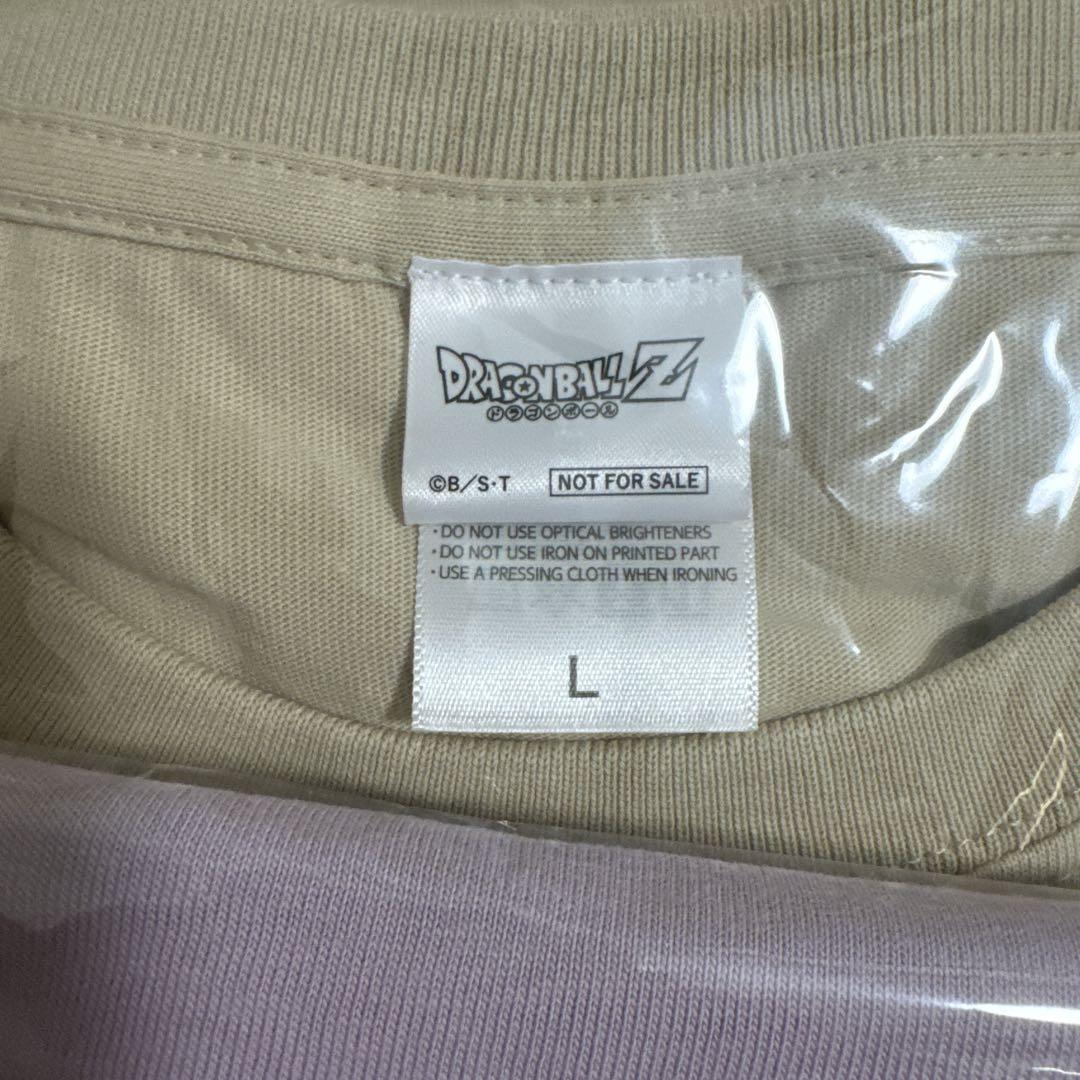 DRAGONBALL Z
ドラゴンボール
©B/S・T NOT FOR SALE
・DO NOT USE OPTICAL BRIGHTENERS
・DO NOT USE IRON ON PRINTED PART
・USE A PRESSING CLOTH WHEN IRONING
L